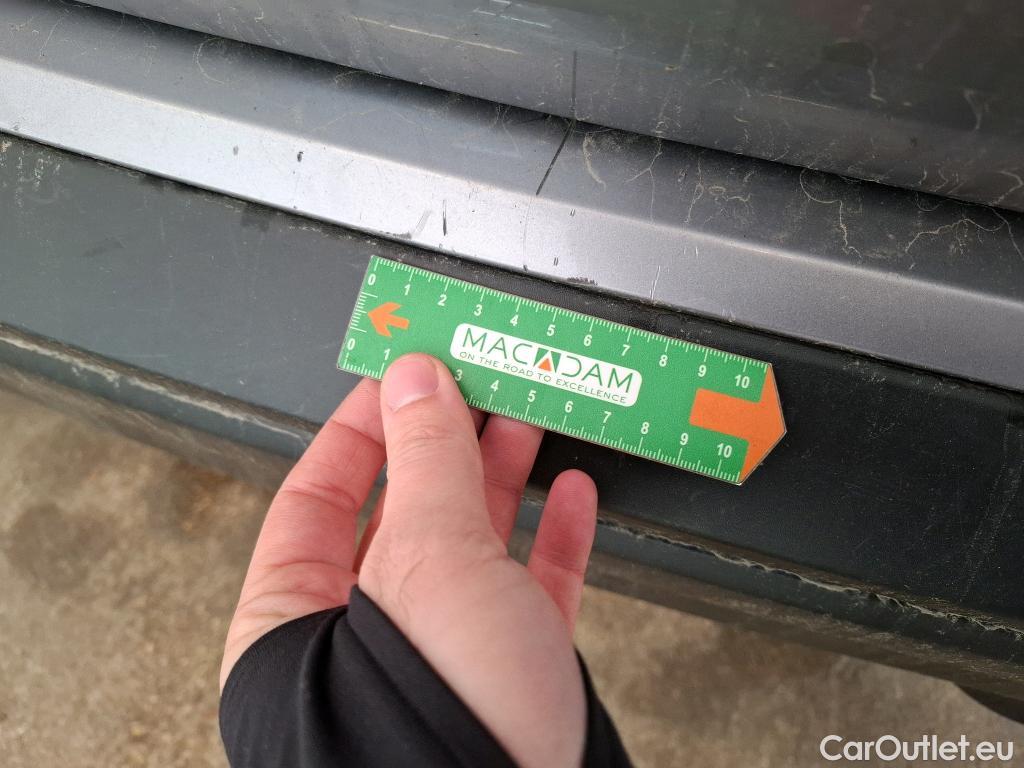 0 1 2 3 4 5 6 7 8 9 10
MACADAM
ON THE ROAD TO EXCELLENCE
0 1 3 4 5 6 7 8 9 10
CarOutlet.eu